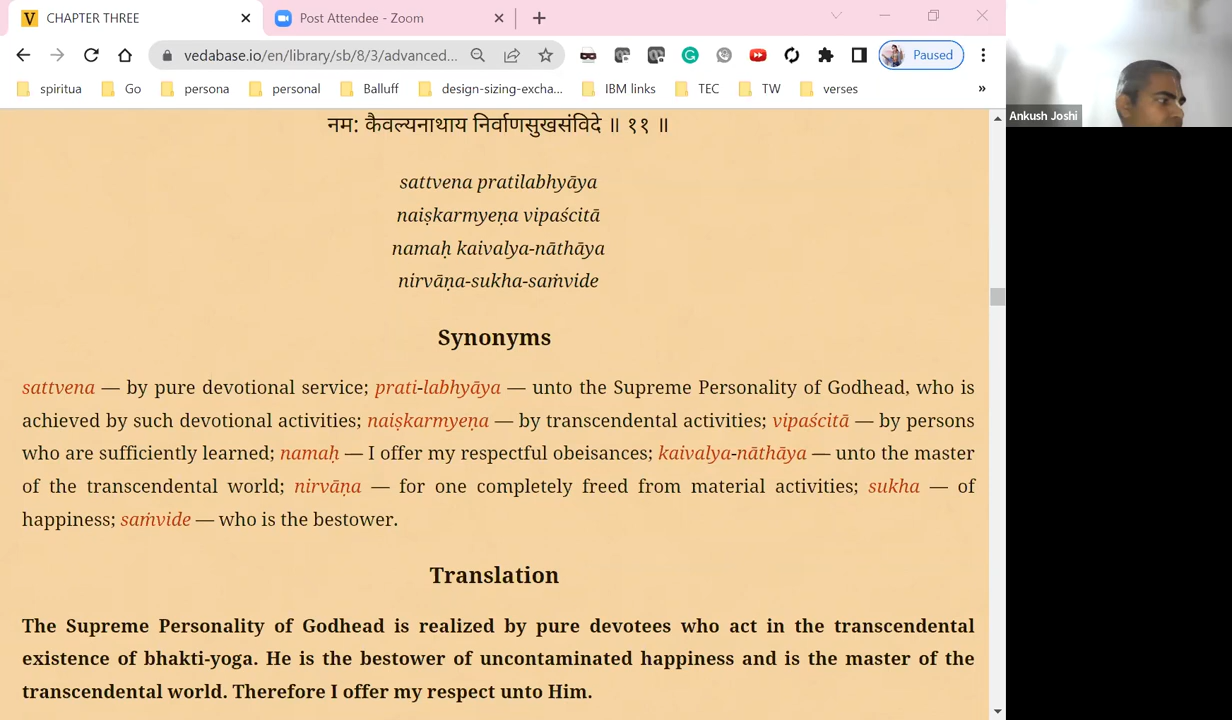 CHAPTER THREE
Post Attendee - Zoom
vedabase.io/en/library/sb/8/3/advanced...
Paused
spiritua
Go
persona
personal
Balluff
design-sizing-excha...
IBM links
TEC
TW
verses
»
नम: कैवल्यनाथाय निर्वाणसुखसंविदे ॥ ११ ॥
sattvena pratilabhyāya
naiṣkarmyeṇa vipaścitā
namaḥ kaivalya-nāthāya
nirvāṇa-sukha-saṁvide
Synonyms
sattvena — by pure devotional service; prati-labhyāya — unto the Supreme Personality of Godhead, who is
achieved by such devotional activities; naiṣkarmyeṇa — by transcendental activities; vipaścitā — by persons
who are sufficiently learned; namaḥ — I offer my respectful obeisances; kaivalya-nāthāya — unto the master
of the transcendental world; nirvāṇa — for one completely freed from material activities; sukha — of
happiness; saṁvide — who is the bestower.
Translation
The Supreme Personality of Godhead is realized by pure devotees who act in the transcendental
existence of bhakti-yoga. He is the bestower of uncontaminated happiness and is the master of the
transcendental world. Therefore I offer my respect unto Him.
Ankush Joshi